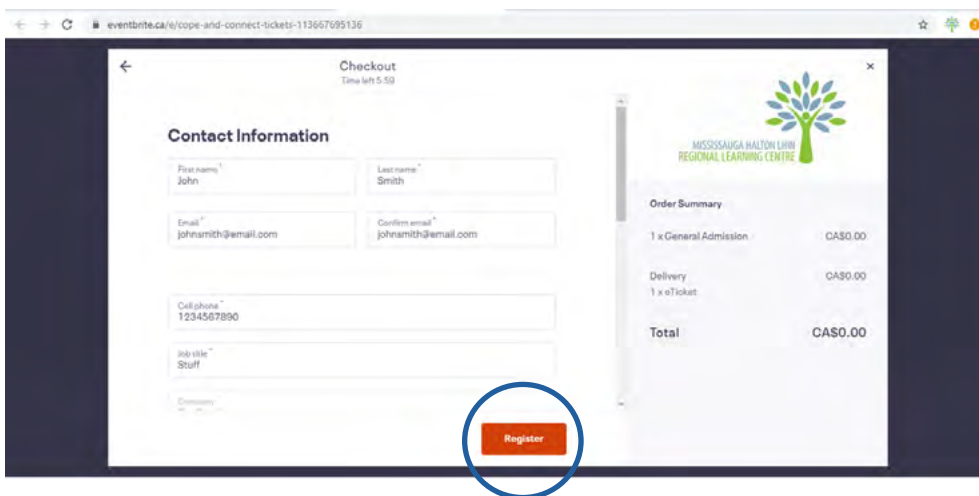 eventbrite.ca/e/cope-and-connect-tickets-113667695136
Checkout
Time left 5:59
Contact Information
First name *
John
Last name *
Smith
Email *
johnsmith@email.com
Confirm email *
johnsmith@email.com
Cell phone *
1234567890
Job title *
Stuff
Company
Register
MISSISSAUGA HALTON LHIN
REGIONAL LEARNING CENTRE
Order Summary
1 x General Admission CA$0.00
Delivery CA$0.00
1 x eTicket
Total CA$0.00